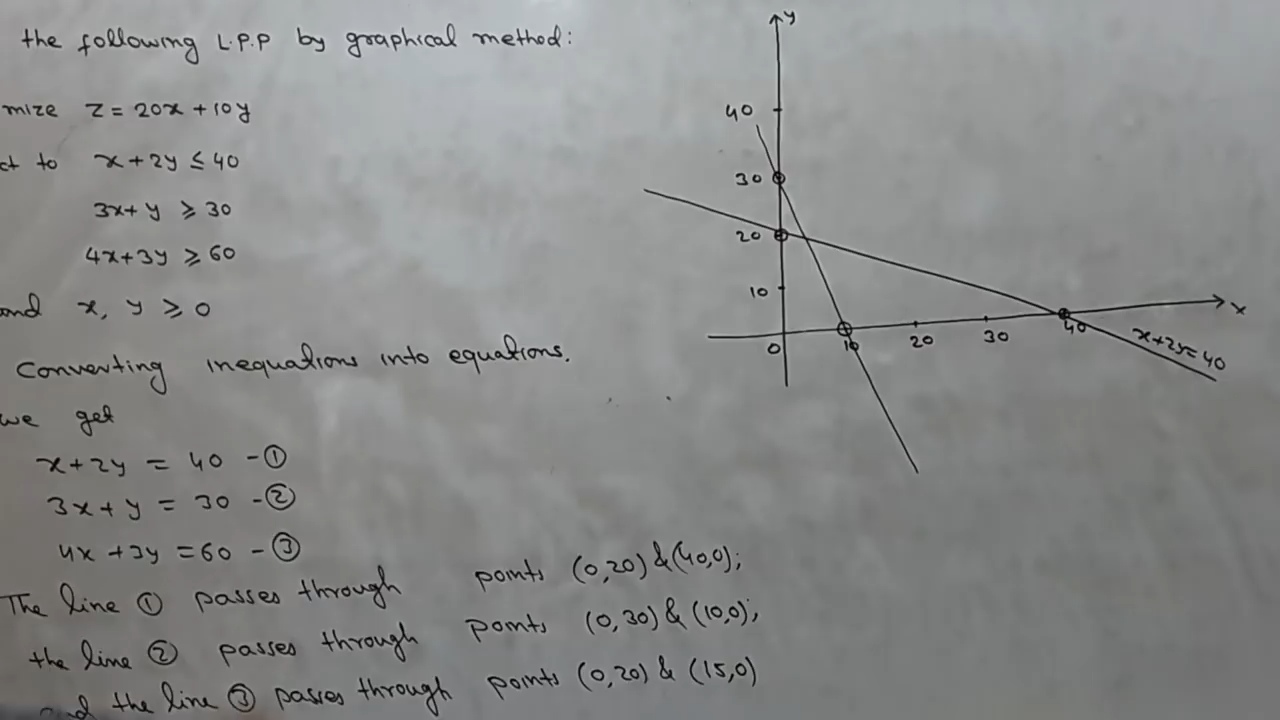 the following L.P.P by graphical method:
mize Z = 20x + 10y
ct to x + 2y ≤ 40
3x + y ≥ 30
4x + 3y ≥ 60
and x, y ≥ 0
Converting inequations into equations.
we get
x + 2y = 40 - ①
3x + y = 30 - ②
4x + 3y = 60 - ③
The line ① passes through points (0,20) & (40,0);
the line ② passes through points (0,30) & (10,0);
and the line ③ passes through points (0,20) & (15,0)
y
40
30
20
10
0 10 20 30 40 x
x+2y=40